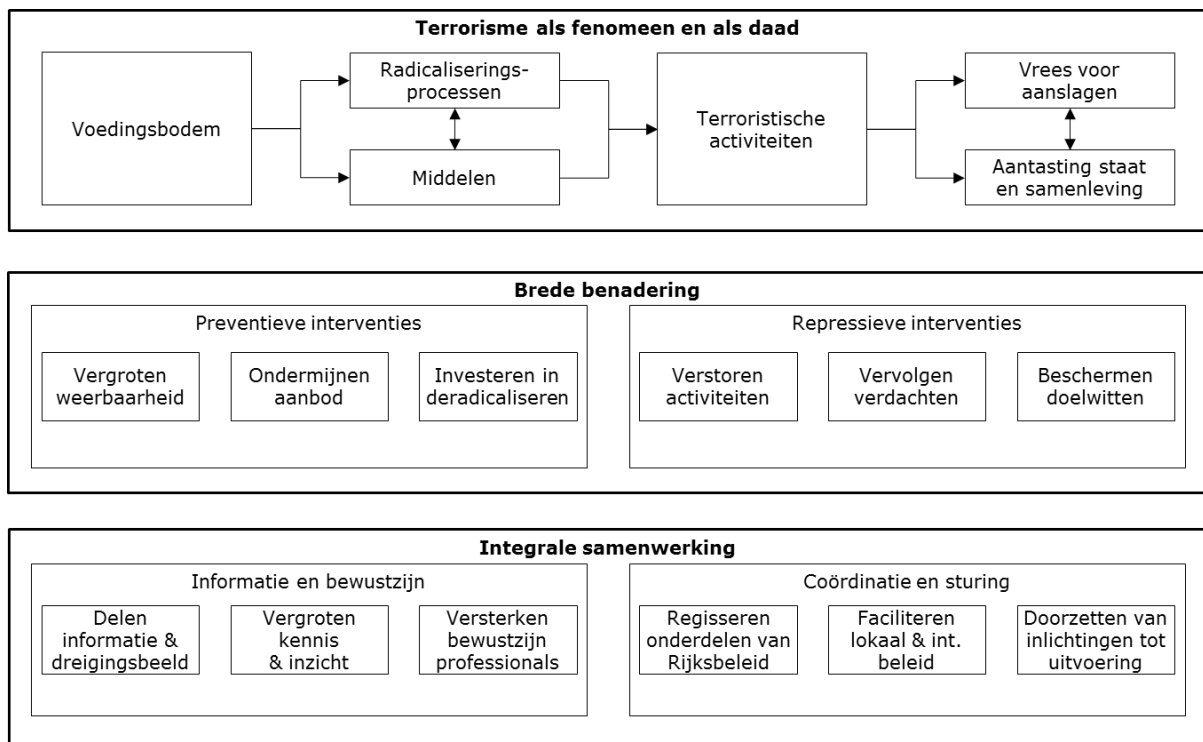 Terrorisme als fenomeen en als daad
Voedingsbodem
Radicaliserings-
processen
Middelen
Terroristische
activiteiten
Vrees voor
aanslagen
Aantasting staat
en samenleving
Brede benadering
Preventieve interventies
Vergroten
weerbaarheid
Ondermijnen
aanbod
Investeren in
deradicaliseren
Repressieve interventies
Verstoren
activiteiten
Vervolgen
verdachten
Beschermen
doelwitten
Integrale samenwerking
Informatie en bewustzijn
Delen
informatie &
dreigingsbeeld
Vergroten
kennis
& inzicht
Versterken
bewustzijn
professionals
Coördinatie en sturing
Regisseren
onderdelen van
Rijksbeleid
Faciliteren
lokaal & int.
beleid
Doorzetten van
inlichtingen tot
uitvoering